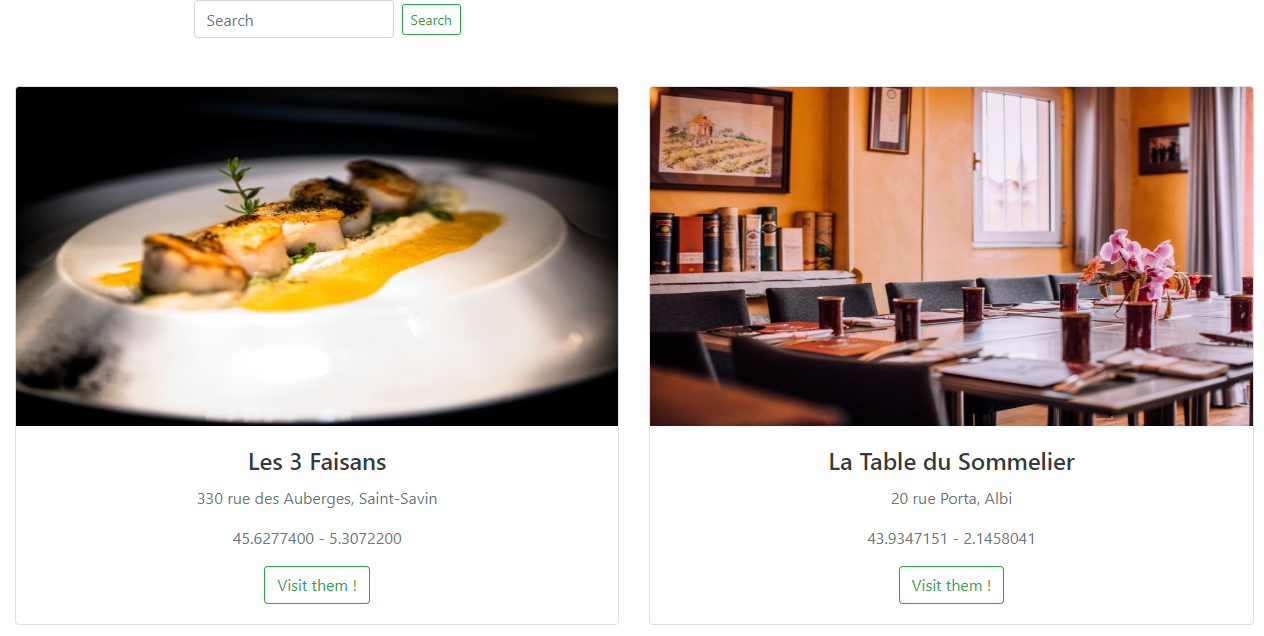 Search Search
Les 3 Faisans
330 rue des Auberges, Saint-Savin
45.6277400 - 5.3072200
Visit them !
La Table du Sommelier
20 rue Porta, Albi
43.9347151 - 2.1458041
Visit them !